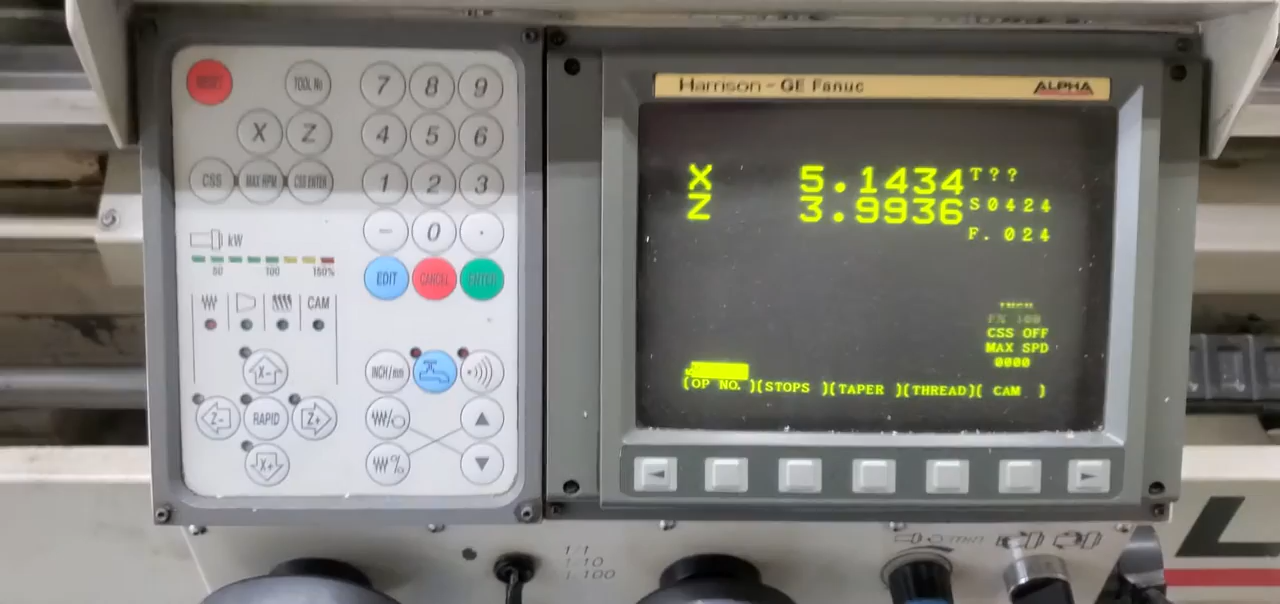 RESET
TOOL No
7 8 9
X Z
4 5 6
CSS MAX RPM CSS ENTER
1 2 3
- 0 .
kW
50 100 150%
EDIT CANCEL ENTER
CAM
X-
INCH/mm
Z- RAPID Z+
%
X+
Harrison - GE Fanuc ALPHA
X 5.1434 T??
Z 3.9936 S0424
F.024
INCH
CSS OFF
MAX SPD
0000
(OP NO. )(STOPS )(TAPER )(THREAD)( CAM )
1/1
1-10
1-100
L